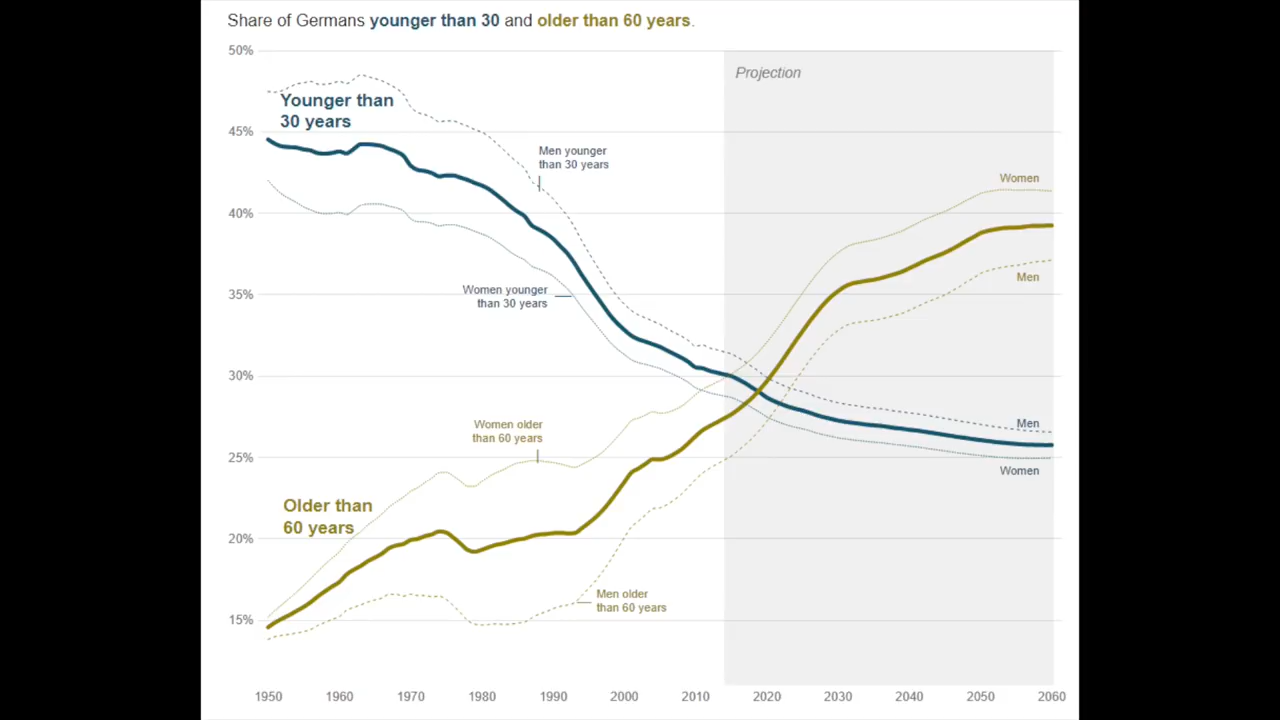 Share of Germans younger than 30 and older than 60 years.
50%
Projection
Younger than
30 years
45%
Men younger
than 30 years
Women
40%
Men
Women younger
than 30 years
35%
30%
Women older
than 60 years
Men
25%
Women
Older than
60 years
20%
Men older
than 60 years
15%
1950 1960 1970 1980 1990 2000 2010 2020 2030 2040 2050 2060